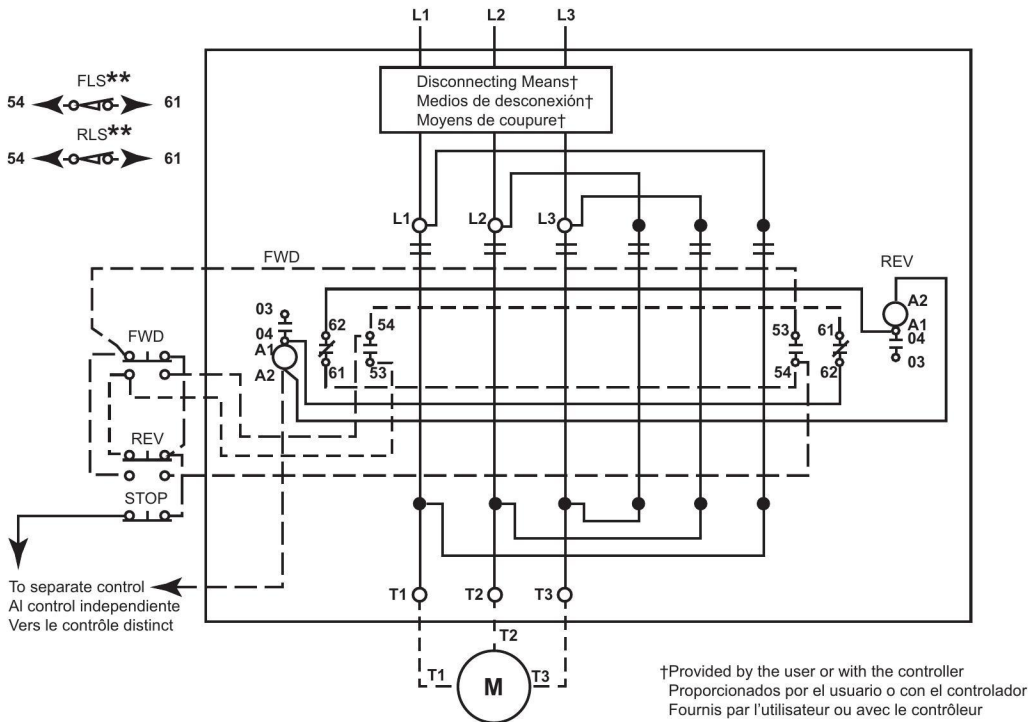 L1 L2 L3
FLS**
54 61
RLS**
54 61
Disconnecting Means†
Medios de desconexión†
Moyens de coupure†
L1 L2 L3
FWD
REV
A2
A1
04
03
03
04
A1
A2
62
61
54
53
53
54
61
62
FWD
REV
STOP
To separate control
Al control independiente
Vers le contrôle distinct
T1 T2 T3
T2
T1 T3
M
†Provided by the user or with the controller
Proporcionados por el usuario o con el controlador
Fournis par l'utilisateur ou avec le contrôleur